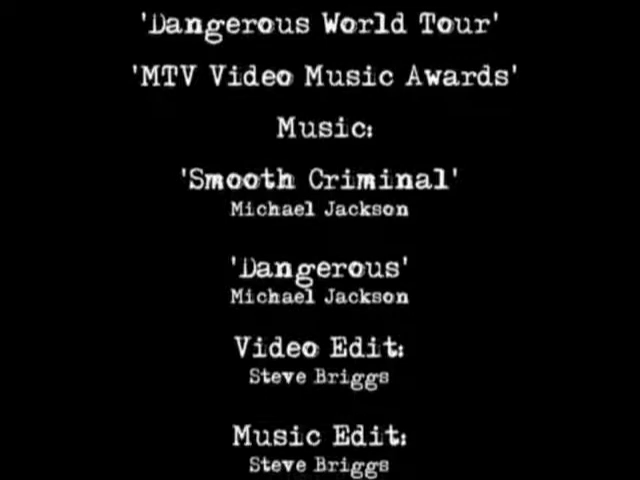 'Dangerous World Tour'
'MTV Video Music Awards'
Music:
'Smooth Criminal'
Michael Jackson
'Dangerous'
Michael Jackson
Video Edit:
Steve Briggs
Music Edit:
Steve Briggs